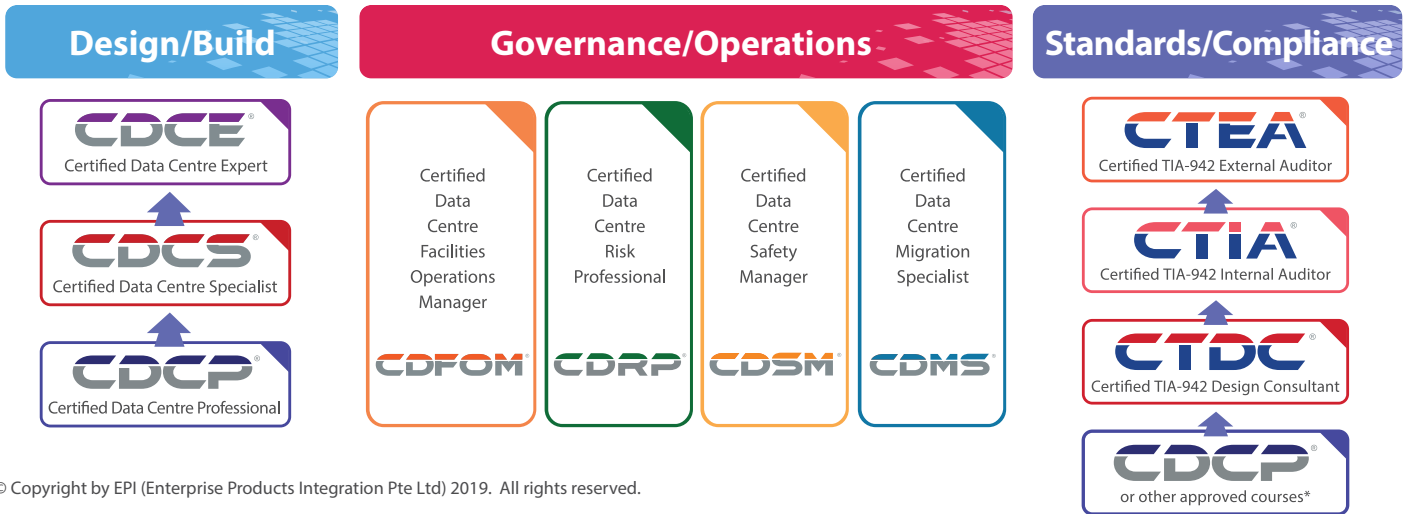 Design/Build
CDCE®
Certified Data Centre Expert
CDCS®
Certified Data Centre Specialist
CDCP®
Certified Data Centre Professional
Governance/Operations
Certified
Data
Centre
Facilities
Operations
Manager
CDFOM®
Certified
Data
Centre
Risk
Professional
CDRP®
Certified
Data
Centre
Safety
Manager
CDSM®
Certified
Data
Centre
Migration
Specialist
CDMS®
Standards/Compliance
CTEA®
Certified TIA-942 External Auditor
CTIA®
Certified TIA-942 Internal Auditor
CTDC®
Certified TIA-942 Design Consultant
CDCP®
or other approved courses*
© Copyright by EPI (Enterprise Products Integration Pte Ltd) 2019. All rights reserved.